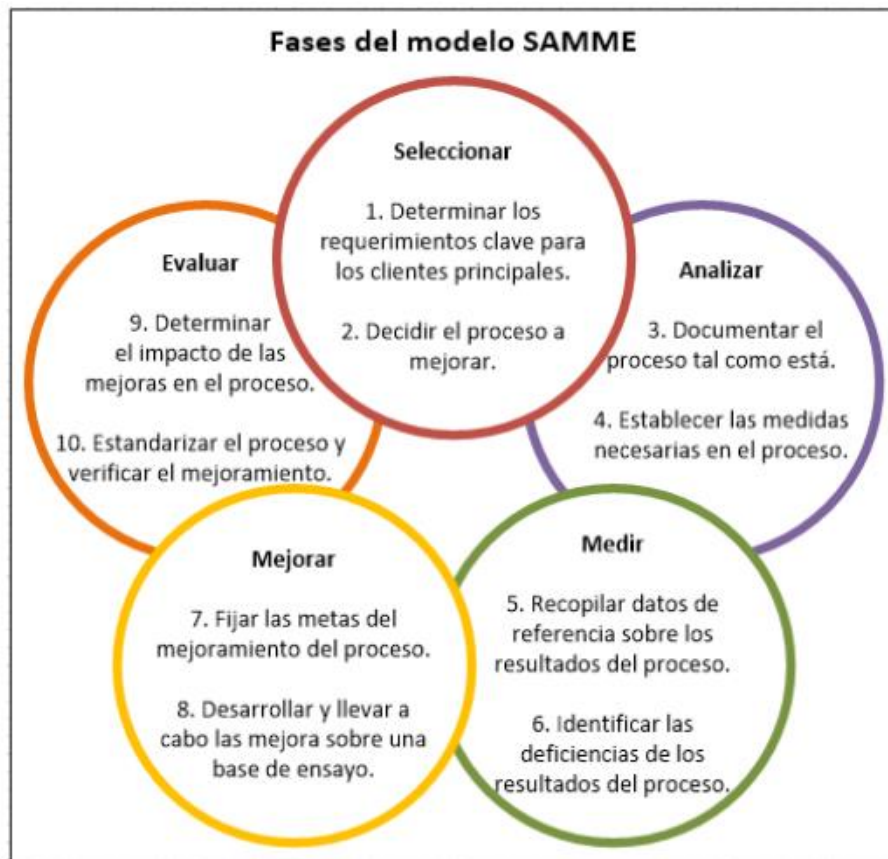 Fases del modelo SAMME
Seleccionar
1. Determinar los
requerimientos clave para
los clientes principales.
2. Decidir el proceso a
mejorar.
Analizar
3. Documentar el
proceso tal como está.
4. Establecer las medidas
necesarias en el proceso.
Medir
5. Recopilar datos de
referencia sobre los
resultados del proceso.
6. Identificar las
deficiencias de los
resultados del proceso.
Mejorar
7. Fijar las metas del
mejoramiento del proceso.
8. Desarrollar y llevar a
cabo las mejora sobre una
base de ensayo.
Evaluar
9. Determinar
el impacto de las
mejoras en el proceso.
10. Estandarizar el proceso y
verificar el mejoramiento.